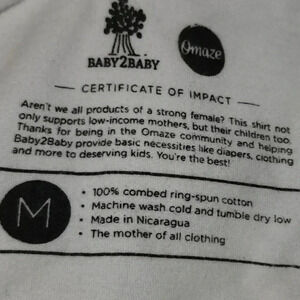 BABY2BABY
Omaze
CERTIFICATE OF IMPACT
Aren't we all products of a strong female? This shirt not
only supports low-income mothers, but their children too.
Thanks for being in the Omaze community and helping
Baby2Baby provide basic necessities like diapers, clothing
and more to deserving kids. You're the best!
M
• 100% combed ring-spun cotton
• Machine wash cold and tumble dry low
• Made in Nicaragua
• The mother of all clothing